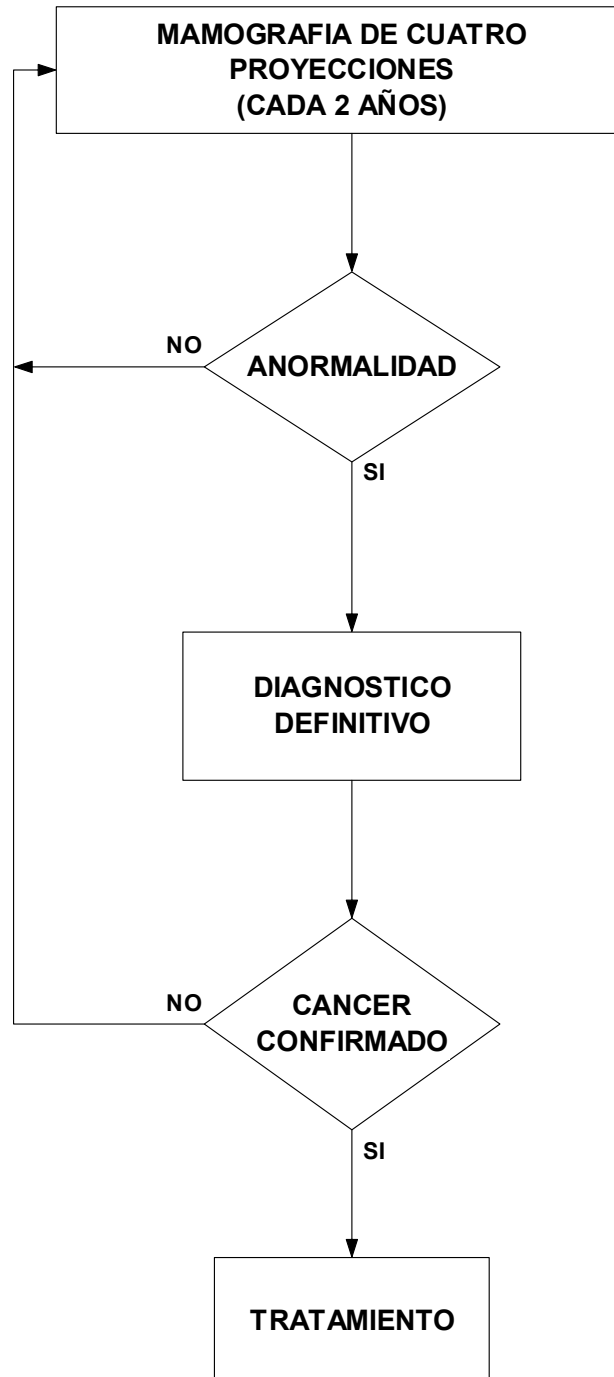 MAMOGRAFIA DE CUATRO
PROYECCIONES
(CADA 2 AÑOS)
NO
ANORMALIDAD
SI
DIAGNOSTICO
DEFINITIVO
NO
CANCER
CONFIRMADO
SI
TRATAMIENTO